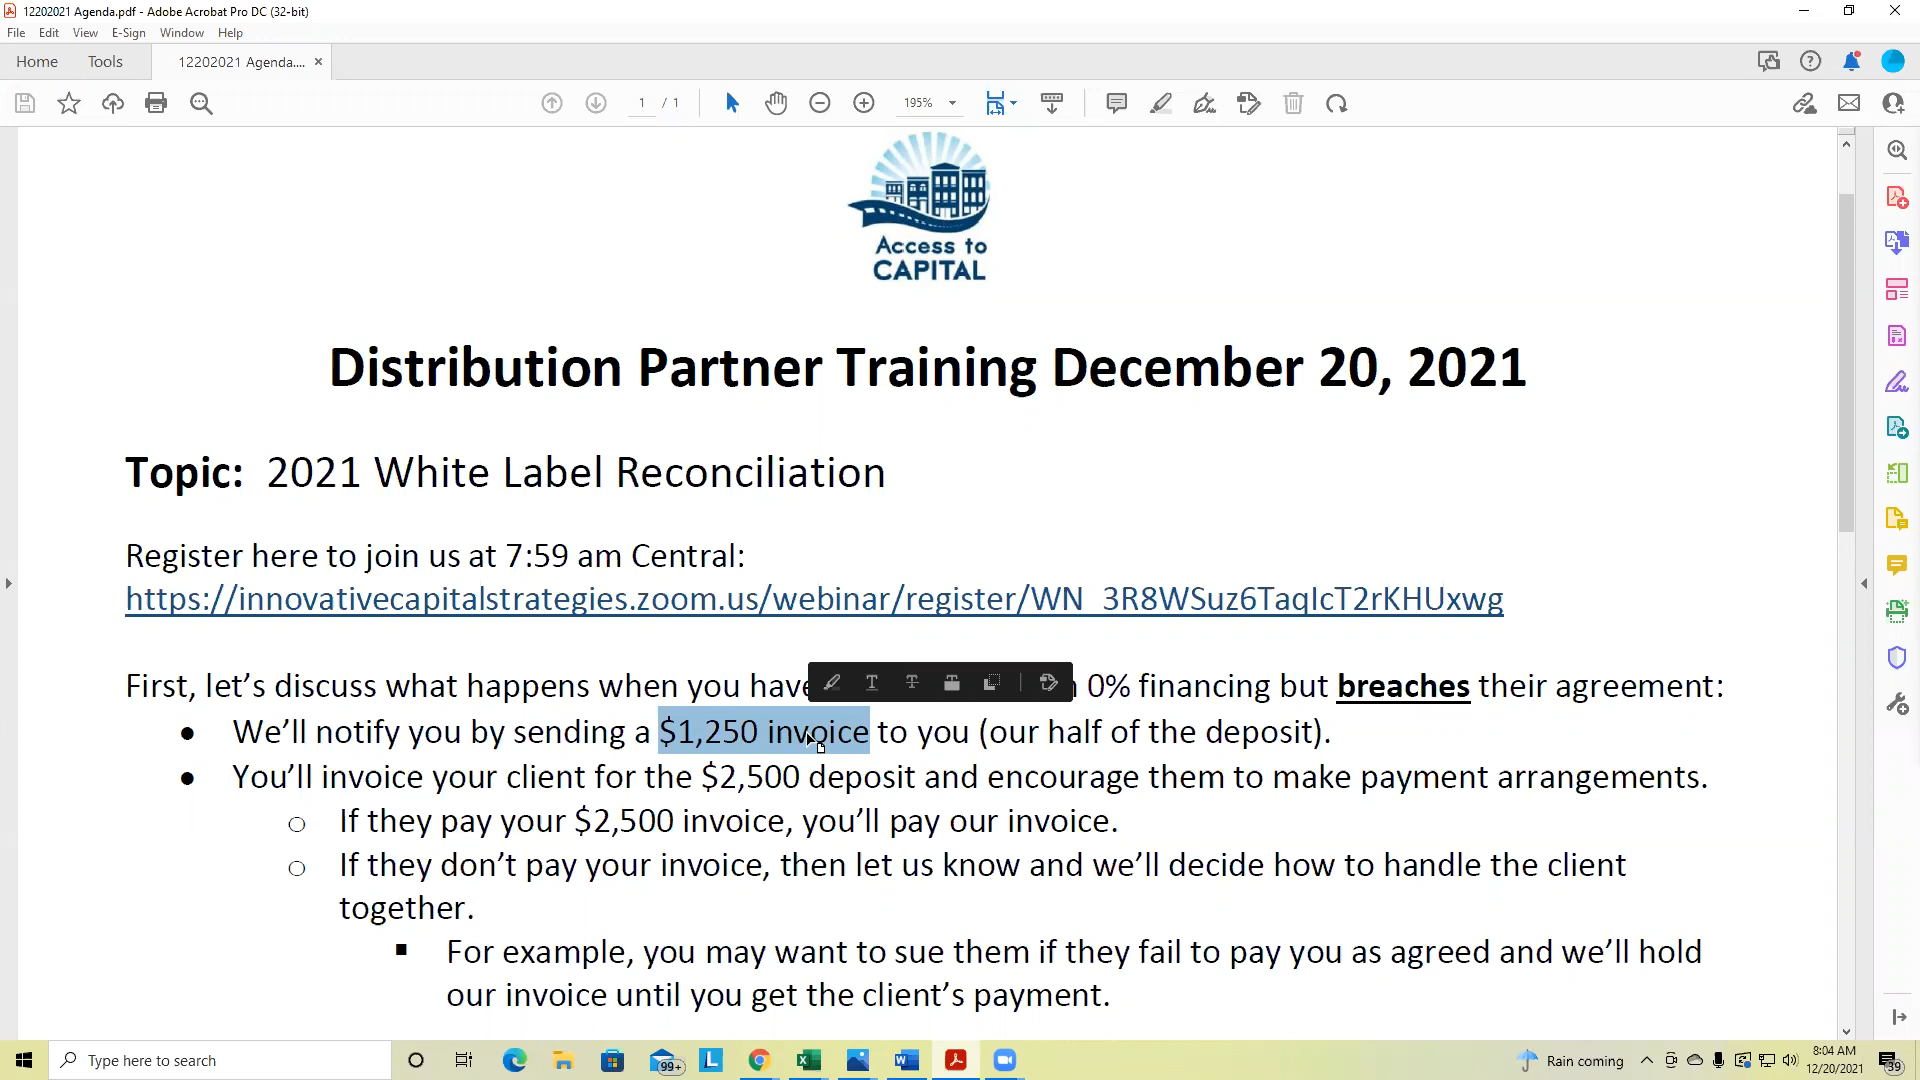 12202021 Agenda.pdf - Adobe Acrobat Pro DC (32-bit)
File Edit View E-Sign Window Help
Home Tools 12202021 Agenda....
1 / 1 195%
Access to
CAPITAL
Distribution Partner Training December 20, 2021
Topic: 2021 White Label Reconciliation
Register here to join us at 7:59 am Central:
https://innovativecapitalstrategies.zoom.us/webinar/register/WN_3R8WSuz6TaqIcT2rKHUxwg
First, let's discuss what happens when you have 0% financing but breaches their agreement:
• We'll notify you by sending a $1,250 invoice to you (our half of the deposit).
• You'll invoice your client for the $2,500 deposit and encourage them to make payment arrangements.
o If they pay your $2,500 invoice, you'll pay our invoice.
o If they don't pay your invoice, then let us know and we'll decide how to handle the client
together.
▪ For example, you may want to sue them if they fail to pay you as agreed and we'll hold
our invoice until you get the client's payment.
Type here to search
99+
L
Rain coming
8:04 AM
12/20/2021
39